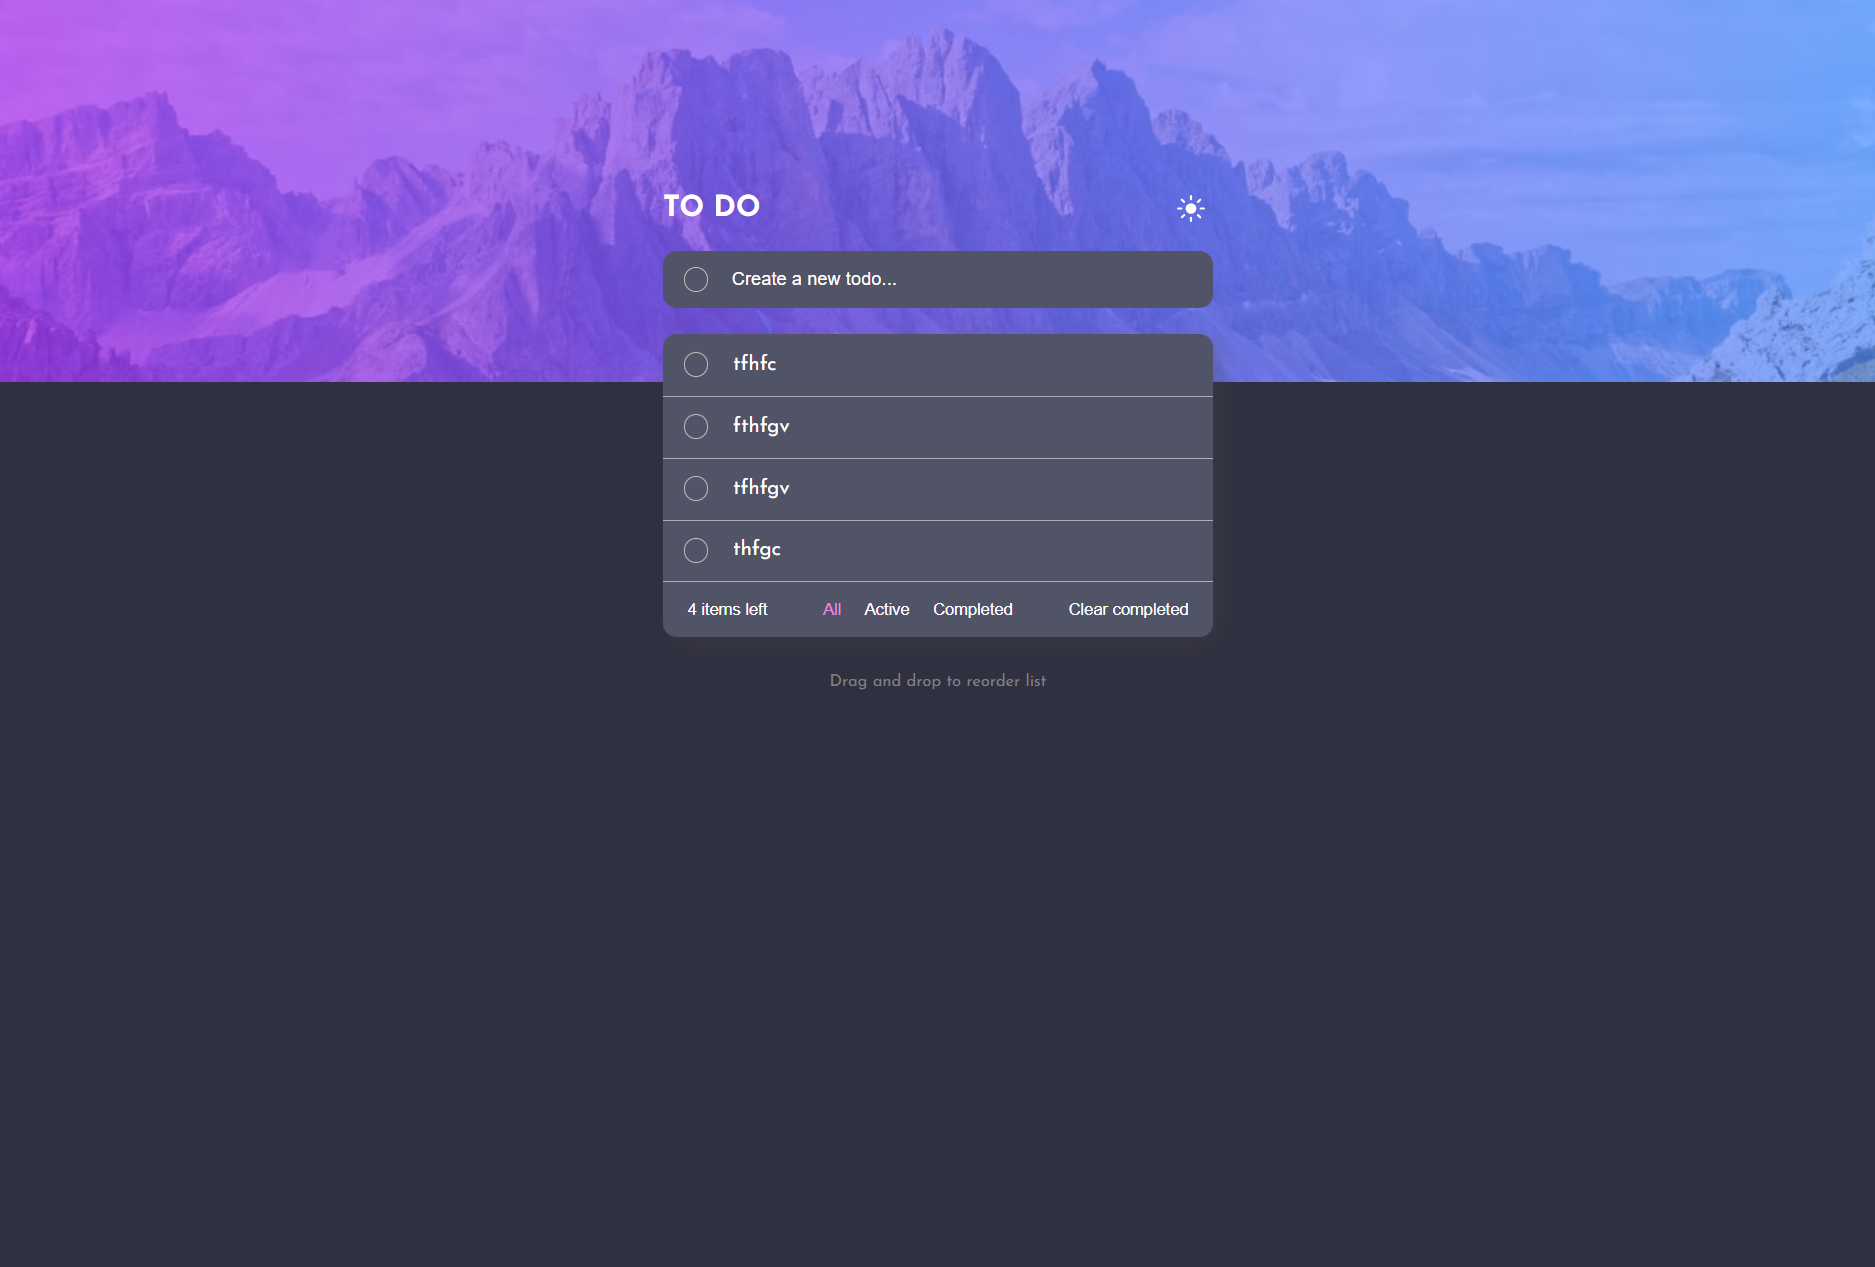 TO DO
Create a new todo...
tfhfc
fthfgv
tfhfgv
thfgc
4 items left All Active Completed Clear completed
Drag and drop to reorder list